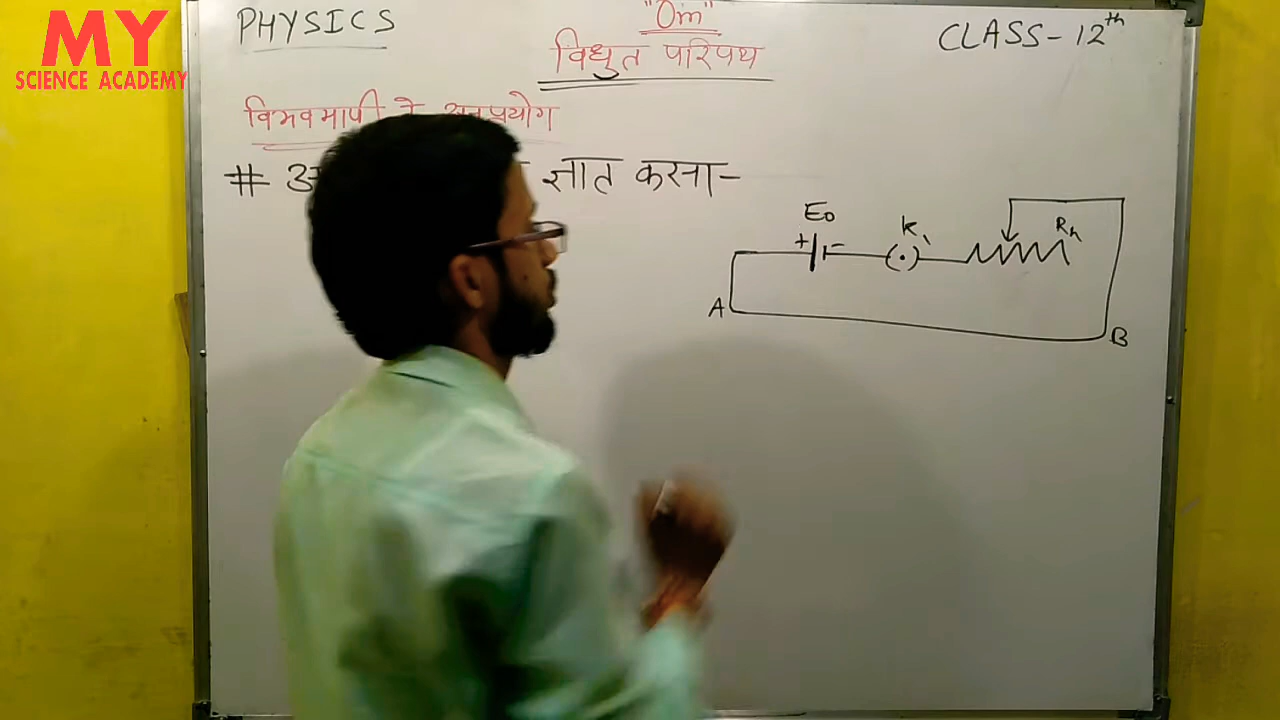 MY
SCIENCE ACADEMY
PHYSICS
"Om"
CLASS-12th
विधुत परिपथ
विभवमापी के अनुप्रयोग
# ज्ञात करना-
E₀
+ -
K₁
Rh
A
B